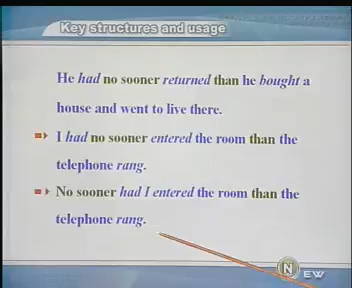 Key structures and usage
He had no sooner returned than he bought a
house and went to live there.
I had no sooner entered the room than the
telephone rang.
No sooner had I entered the room than the
telephone rang.
N EW